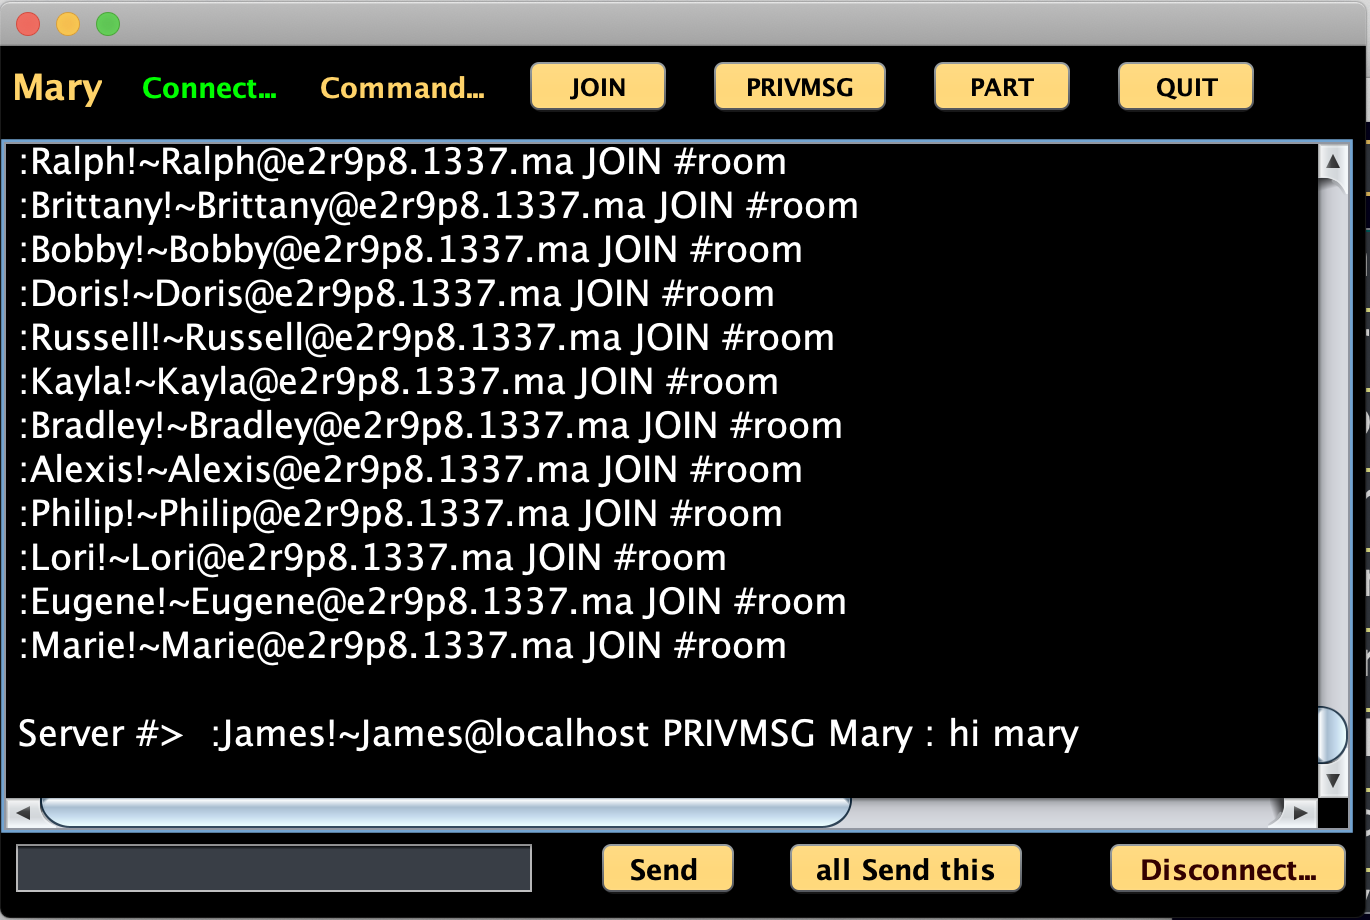 Mary Connect... Command... JOIN PRIVMSG PART QUIT
:Ralph!~Ralph@e2r9p8.1337.ma JOIN #room
:Brittany!~Brittany@e2r9p8.1337.ma JOIN #room
:Bobby!~Bobby@e2r9p8.1337.ma JOIN #room
:Doris!~Doris@e2r9p8.1337.ma JOIN #room
:Russell!~Russell@e2r9p8.1337.ma JOIN #room
:Kayla!~Kayla@e2r9p8.1337.ma JOIN #room
:Bradley!~Bradley@e2r9p8.1337.ma JOIN #room
:Alexis!~Alexis@e2r9p8.1337.ma JOIN #room
:Philip!~Philip@e2r9p8.1337.ma JOIN #room
:Lori!~Lori@e2r9p8.1337.ma JOIN #room
:Eugene!~Eugene@e2r9p8.1337.ma JOIN #room
:Marie!~Marie@e2r9p8.1337.ma JOIN #room
Server #>  :James!~James@localhost PRIVMSG Mary : hi mary
Send all Send this Disconnect...